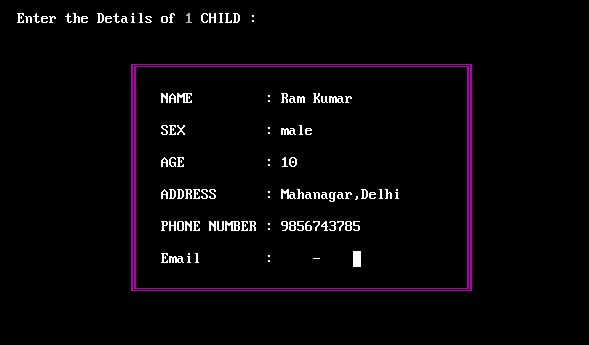 Enter the Details of 1 CHILD :
NAME : Ram Kumar
SEX : male
AGE : 10
ADDRESS : Mahanagar,Delhi
PHONE NUMBER : 9856743785
Email : -